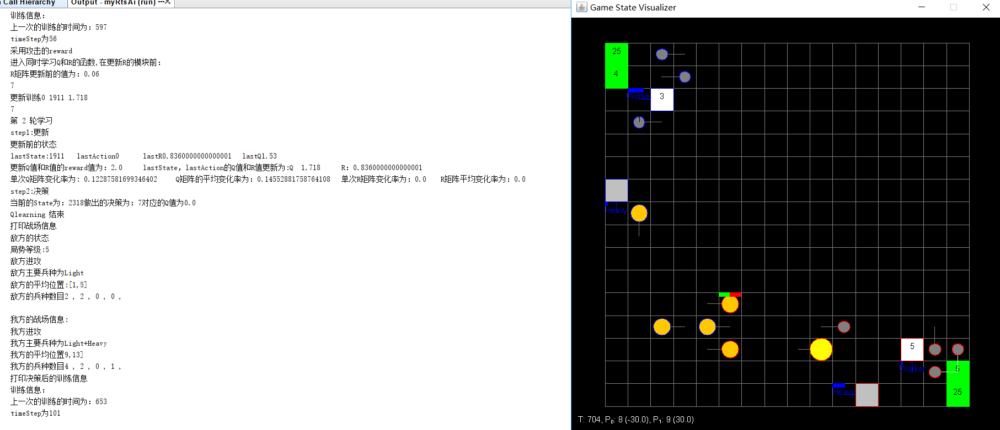 a Call Hierarchy
Output - myRtsAi (run)
训练信息：
上一次的训练的时间为：597
timeStep为56
采用攻击的reward
进入同时学习Q和R的函数,在更新R的模块前：
R矩阵更新前的值为：0.06
7
更新训练0 1911 1.718
7
第 2 轮学习
step1:更新
更新前的状态
lastState:1911 lastAction0 lastR0.8360000000000001 lastQ1.53
更新Q值和R值的reward值为：2.0 lastState，lastAction的Q值和R值更新为:Q 1.718 R：0.8360000000000001
单次Q矩阵变化率为：0.12287581699346402 Q矩阵的平均变化率为：0.14552881758764108 单次R矩阵变化率为：0.0 R矩阵平均变化率为：0.0
step2:决策
当前的State为：2318做出的决策为：7对应的Q值为0.0
Qlearning 结束
打印战场信息
敌方的状态
局势等级:5
敌方进攻
敌方主要兵种为Light
敌方的平均位置:[1,5]
敌方的兵种数目2 , 2 , 0 , 0 ,
我方的战场信息:
我方进攻
我方主要兵种为Light+Heavy
我方的平均位置9,13]
我方的兵种数目4 , 2 , 0 , 1 ,
打印决策后的训练信息
训练信息：
上一次的训练的时间为：653
timeStep为101
Game State Visualizer
25
4
Worke
3
Heavy
5
Worker
5
Heavy
25
T: 704, P₀: 8 (-30.0), P₁: 9 (30.0)